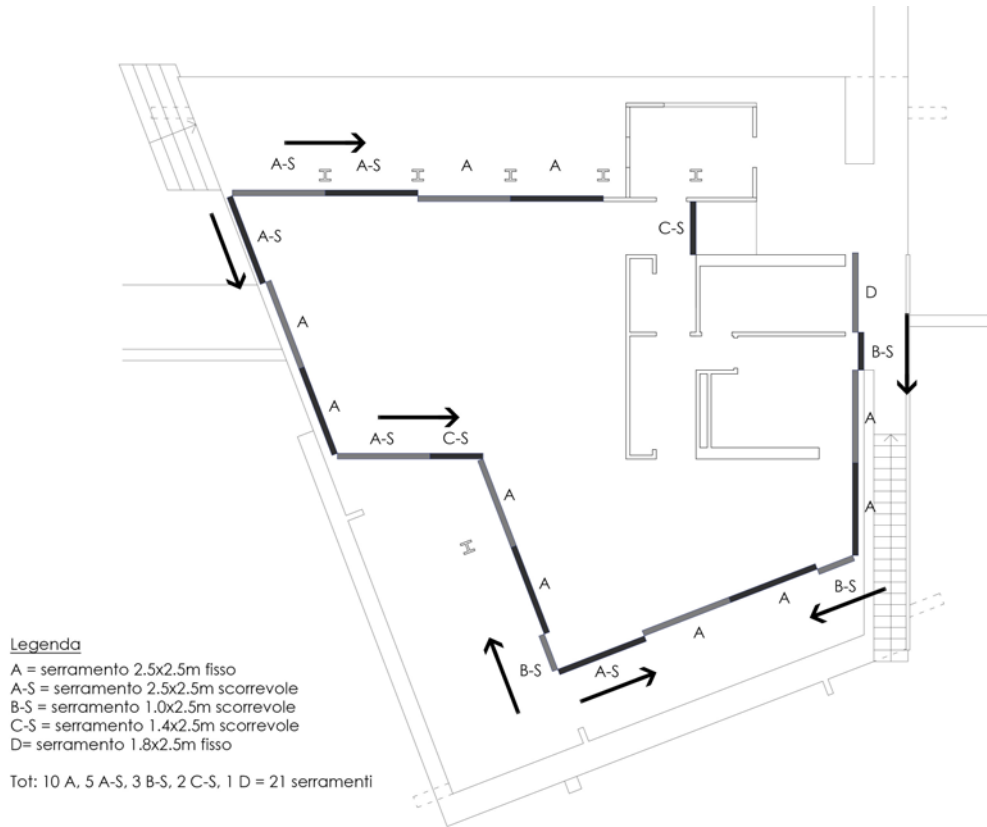 A-S
A-S
A
A
A-S
C-S
A
D
B-S
A
A-S
C-S
A
A
A
A
B-S
A
A
B-S
A-S
Legenda
A = serramento 2.5x2.5m fisso
A-S = serramento 2.5x2.5m scorrevole
B-S = serramento 1.0x2.5m scorrevole
C-S = serramento 1.4x2.5m scorrevole
D= serramento 1.8x2.5m fisso
Tot: 10 A, 5 A-S, 3 B-S, 2 C-S, 1 D = 21 serramenti